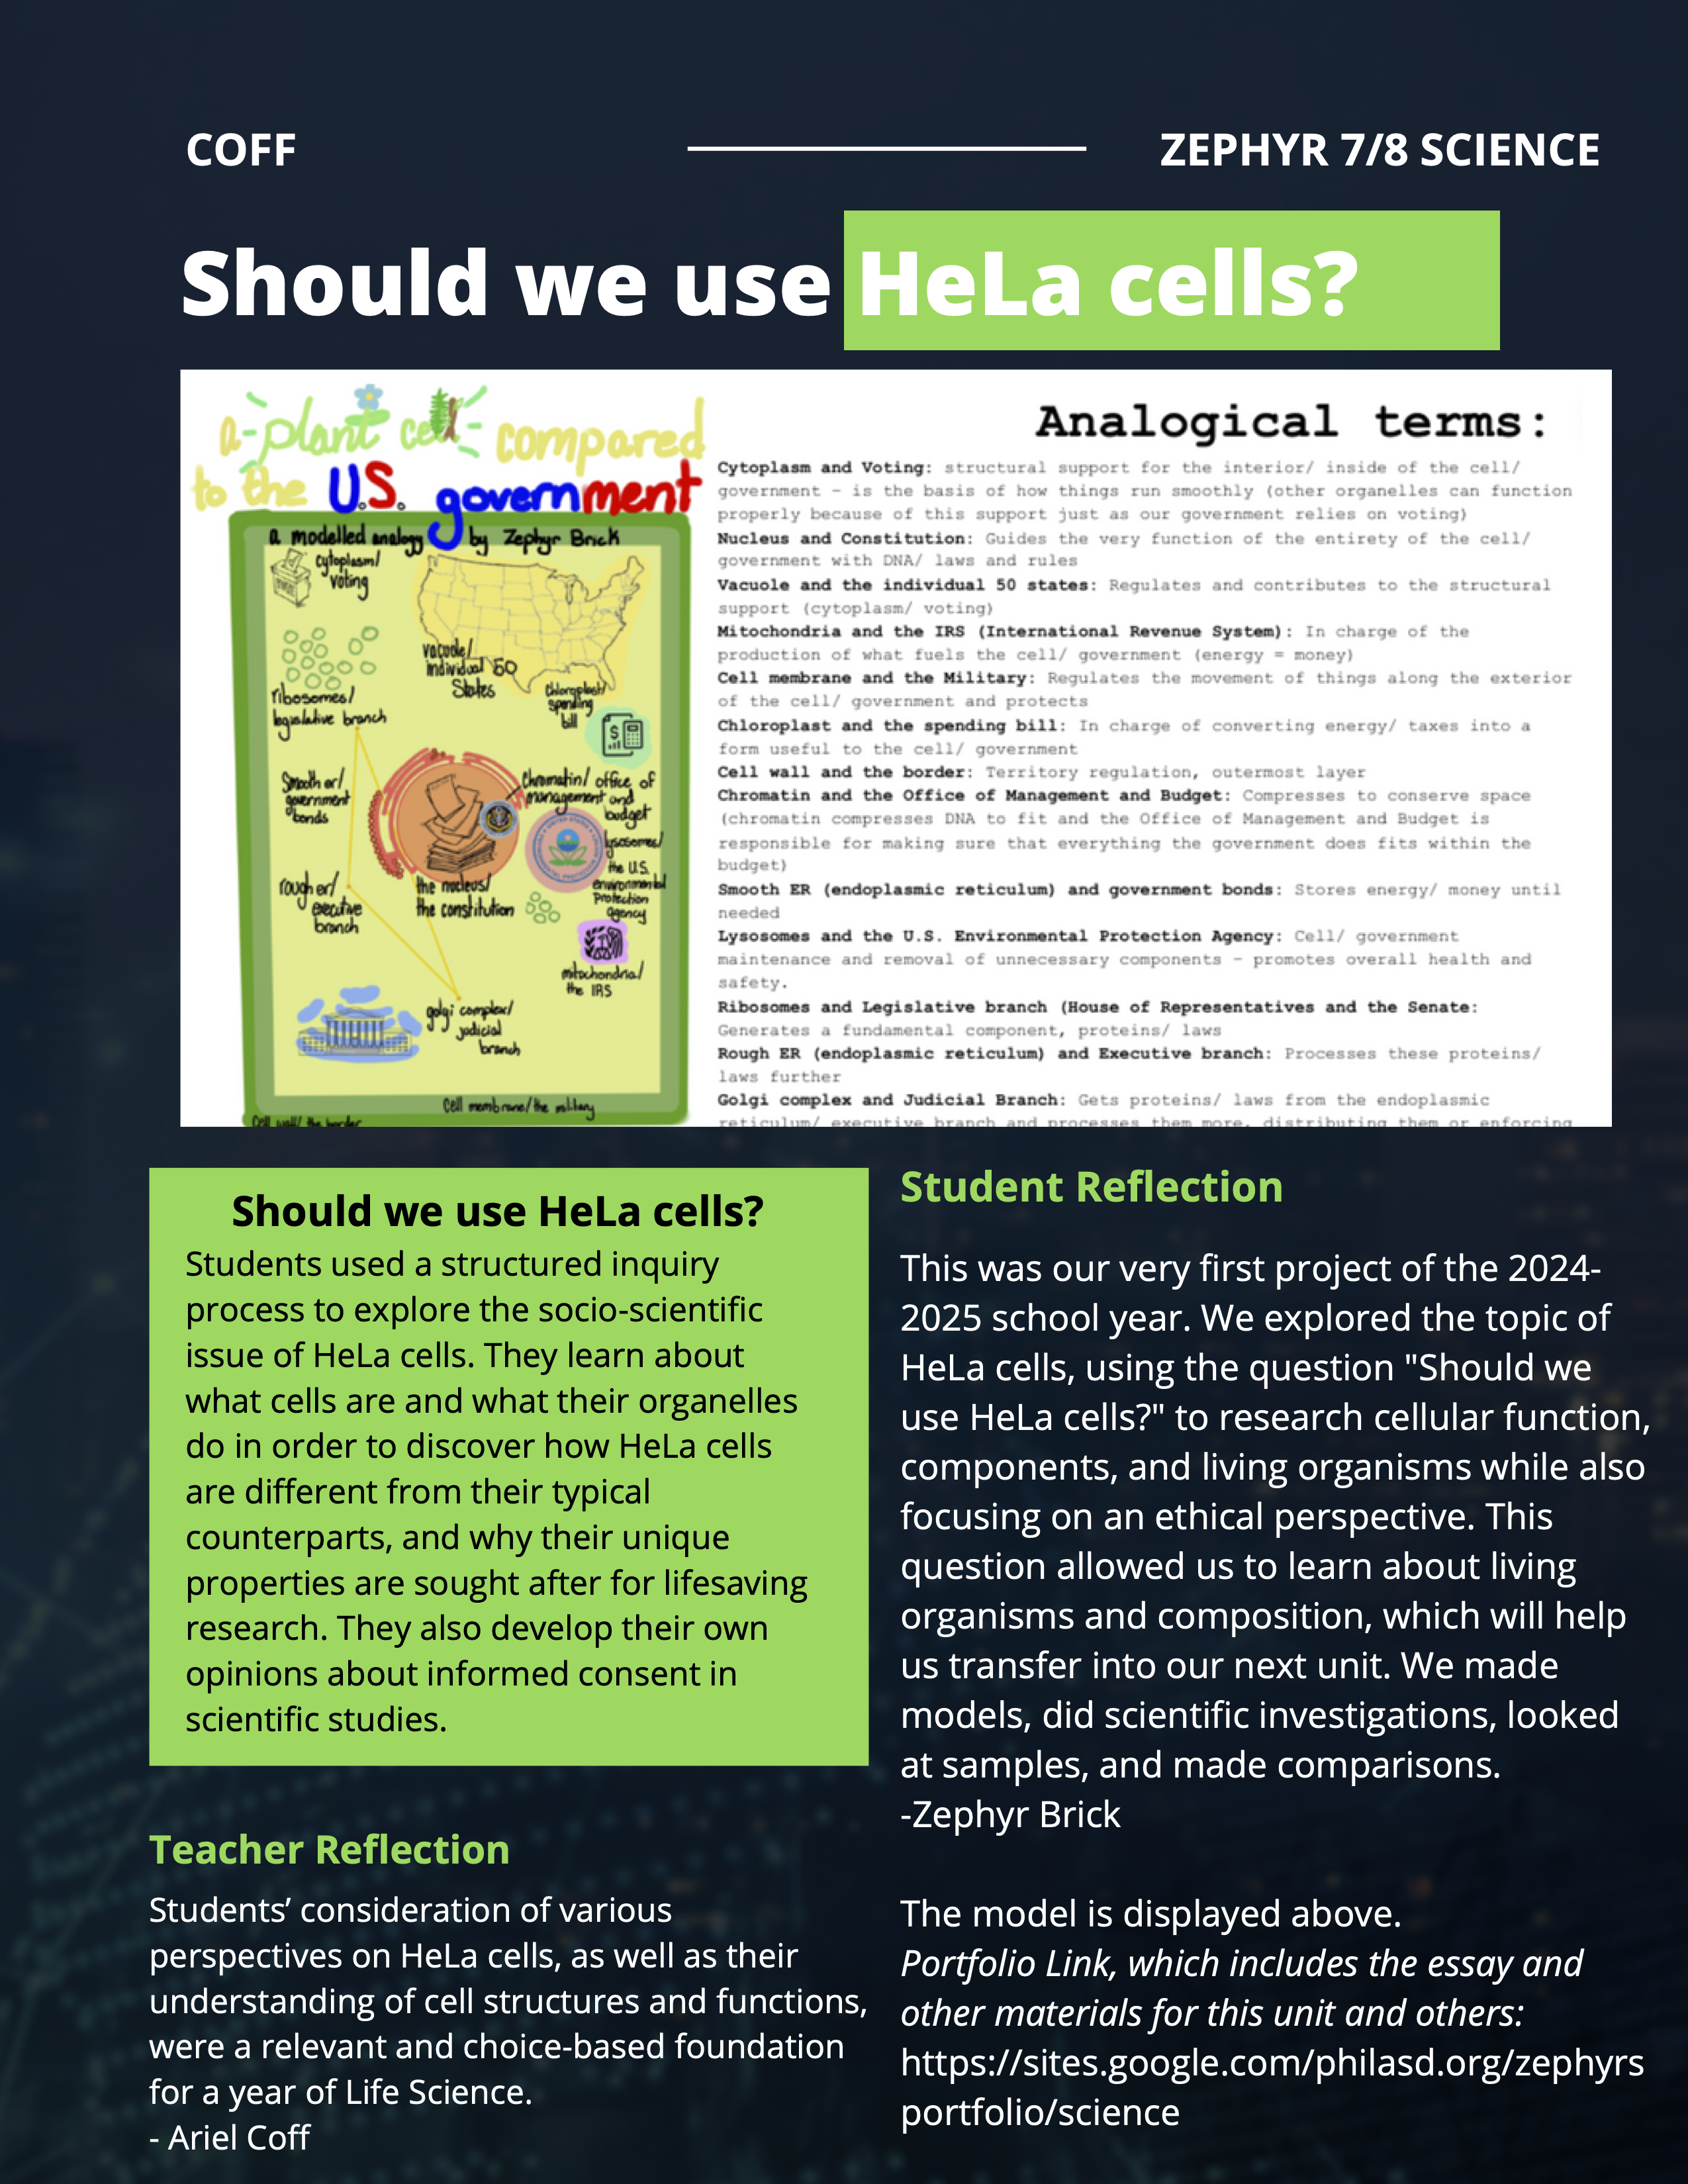 COFF
ZEPHYR 7/8 SCIENCE
Should we use HeLa cells?
a plant cell compared
to the U.S. government
a modelled analogy by Zephyr Brick
cytoplasm/
voting
vacuole/
individual 50
States
Chloroplast/
spending
bill
ribosomes/
legislative branch
Smooth er/
government
bonds
Chromatin/ office of
management and
budget
lysosomes/
the U.S.
environmental
Protection
agency
rough er/
executive
branch
the nucleus/
the constitution
mitochondria/
the IRS
golgi complex/
judicial
branch
Cell membrane/the military
Cell wall/ the border
Analogical terms:
Cytoplasm and Voting: structural support for the interior/ inside of the cell/
government - is the basis of how things run smoothly (other organelles can function
properly because of this support just as our government relies on voting)
Nucleus and Constitution: Guides the very function of the entirety of the cell/
government with DNA/ laws and rules
Vacuole and the individual 50 states: Regulates and contributes to the structural
support (cytoplasm/ voting)
Mitochondria and the IRS (International Revenue System): In charge of the
production of what fuels the cell/ government (energy = money)
Cell membrane and the Military: Regulates the movement of things along the exterior
of the cell/ government and protects
Chloroplast and the spending bill: In charge of converting energy/ taxes into a
form useful to the cell/ government
Cell wall and the border: Territory regulation, outermost layer
Chromatin and the Office of Management and Budget: Compresses to conserve space
(chromatin compresses DNA to fit and the Office of Management and Budget is
responsible for making sure that everything the government does fits within the
budget)
Smooth ER (endoplasmic reticulum) and government bonds: Stores energy/ money until
needed
Lysosomes and the U.S. Environmental Protection Agency: Cell/ government
maintenance and removal of unnecessary components - promotes overall health and
safety.
Ribosomes and Legislative branch (House of Representatives and the Senate:
Generates a fundamental component, proteins/ laws
Rough ER (endoplasmic reticulum) and Executive branch: Processes these proteins/
laws further
Golgi complex and Judicial Branch: Gets proteins/ laws from the endoplasmic
reticulum/ executive branch and processes them more, distributing them or enforcing
Should we use HeLa cells?
Students used a structured inquiry
process to explore the socio-scientific
issue of HeLa cells. They learn about
what cells are and what their organelles
do in order to discover how HeLa cells
are different from their typical
counterparts, and why their unique
properties are sought after for lifesaving
research. They also develop their own
opinions about informed consent in
scientific studies.
Teacher Reflection
Students’ consideration of various
perspectives on HeLa cells, as well as their
understanding of cell structures and functions,
were a relevant and choice-based foundation
for a year of Life Science.
- Ariel Coff
Student Reflection
This was our very first project of the 2024-
2025 school year. We explored the topic of
HeLa cells, using the question "Should we
use HeLa cells?" to research cellular function,
components, and living organisms while also
focusing on an ethical perspective. This
question allowed us to learn about living
organisms and composition, which will help
us transfer into our next unit. We made
models, did scientific investigations, looked
at samples, and made comparisons.
-Zephyr Brick
The model is displayed above.
Portfolio Link, which includes the essay and
other materials for this unit and others:
https://sites.google.com/philasd.org/zephyrs
portfolio/science